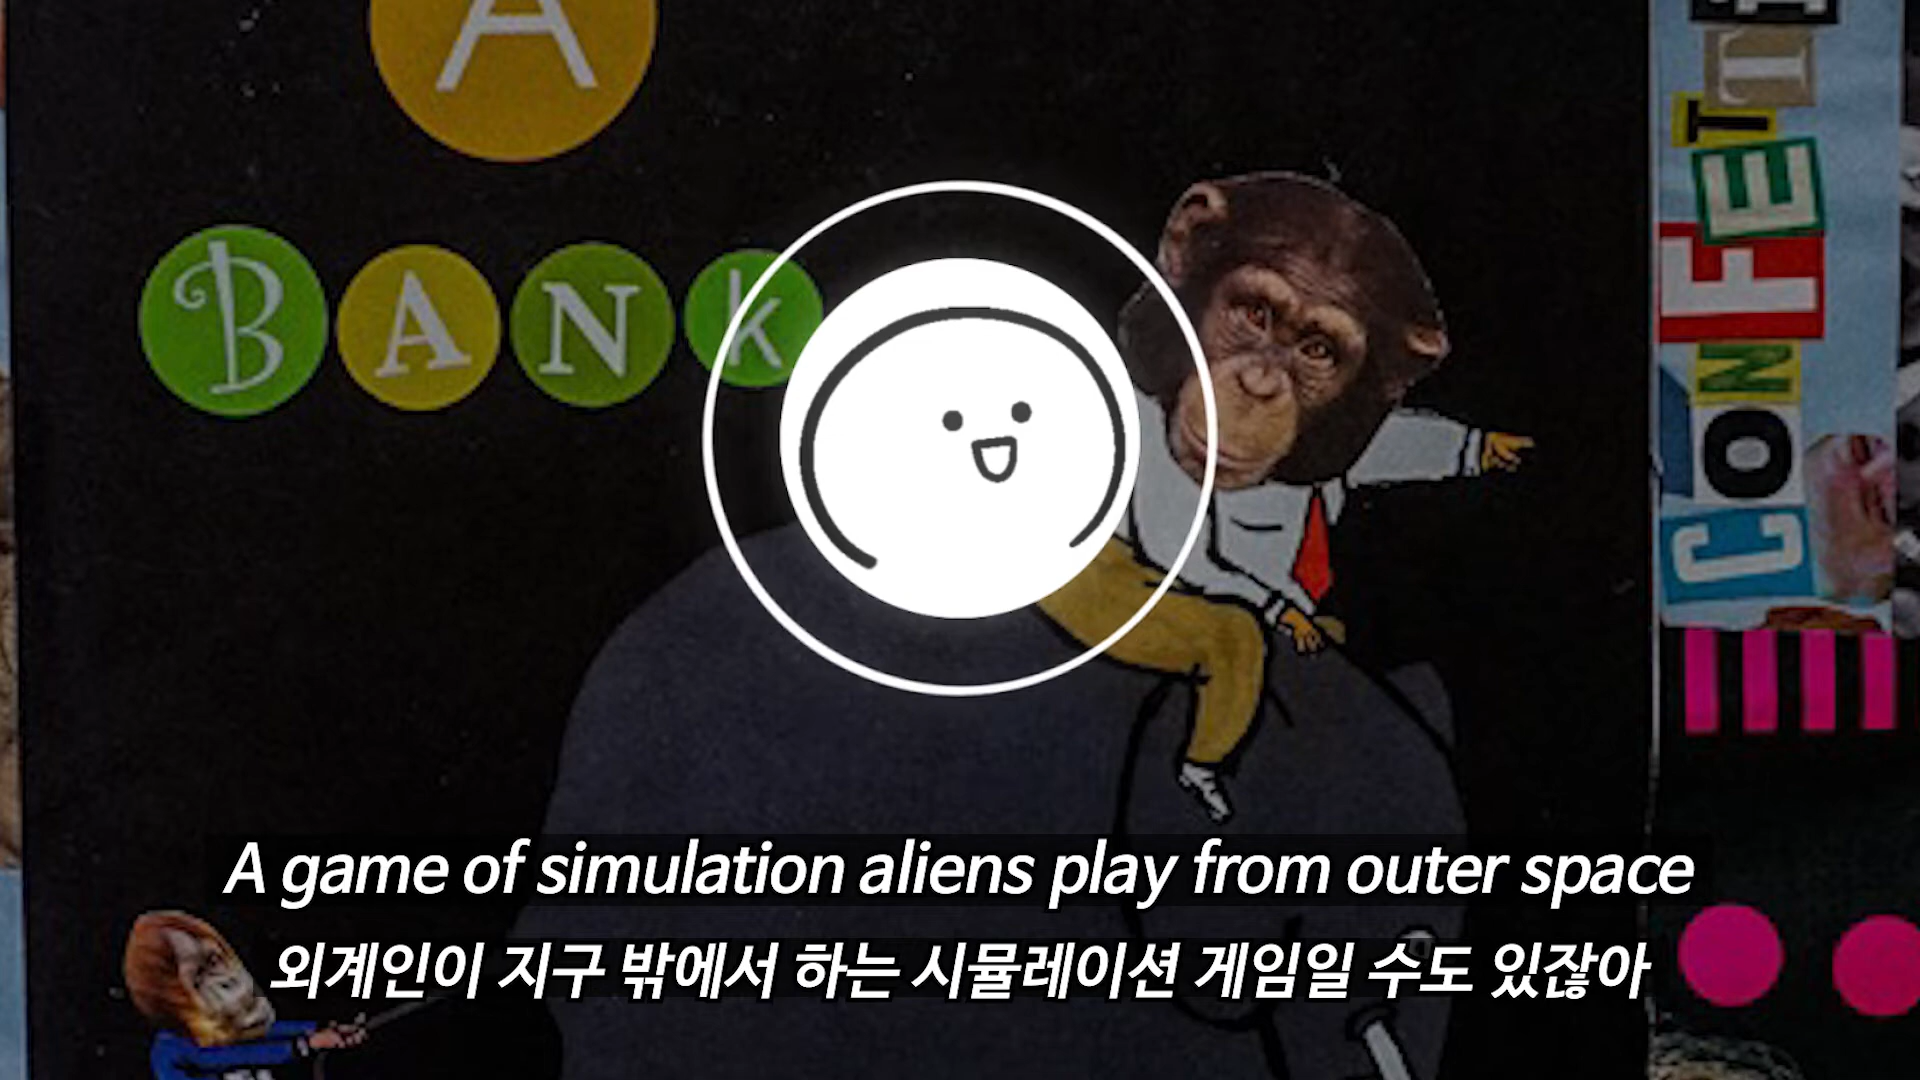 A
BANk
CONFETTI
A game of simulation aliens play from outer space
외계인이 지구 밖에서 하는 시뮬레이션 게임일 수도 있잖아